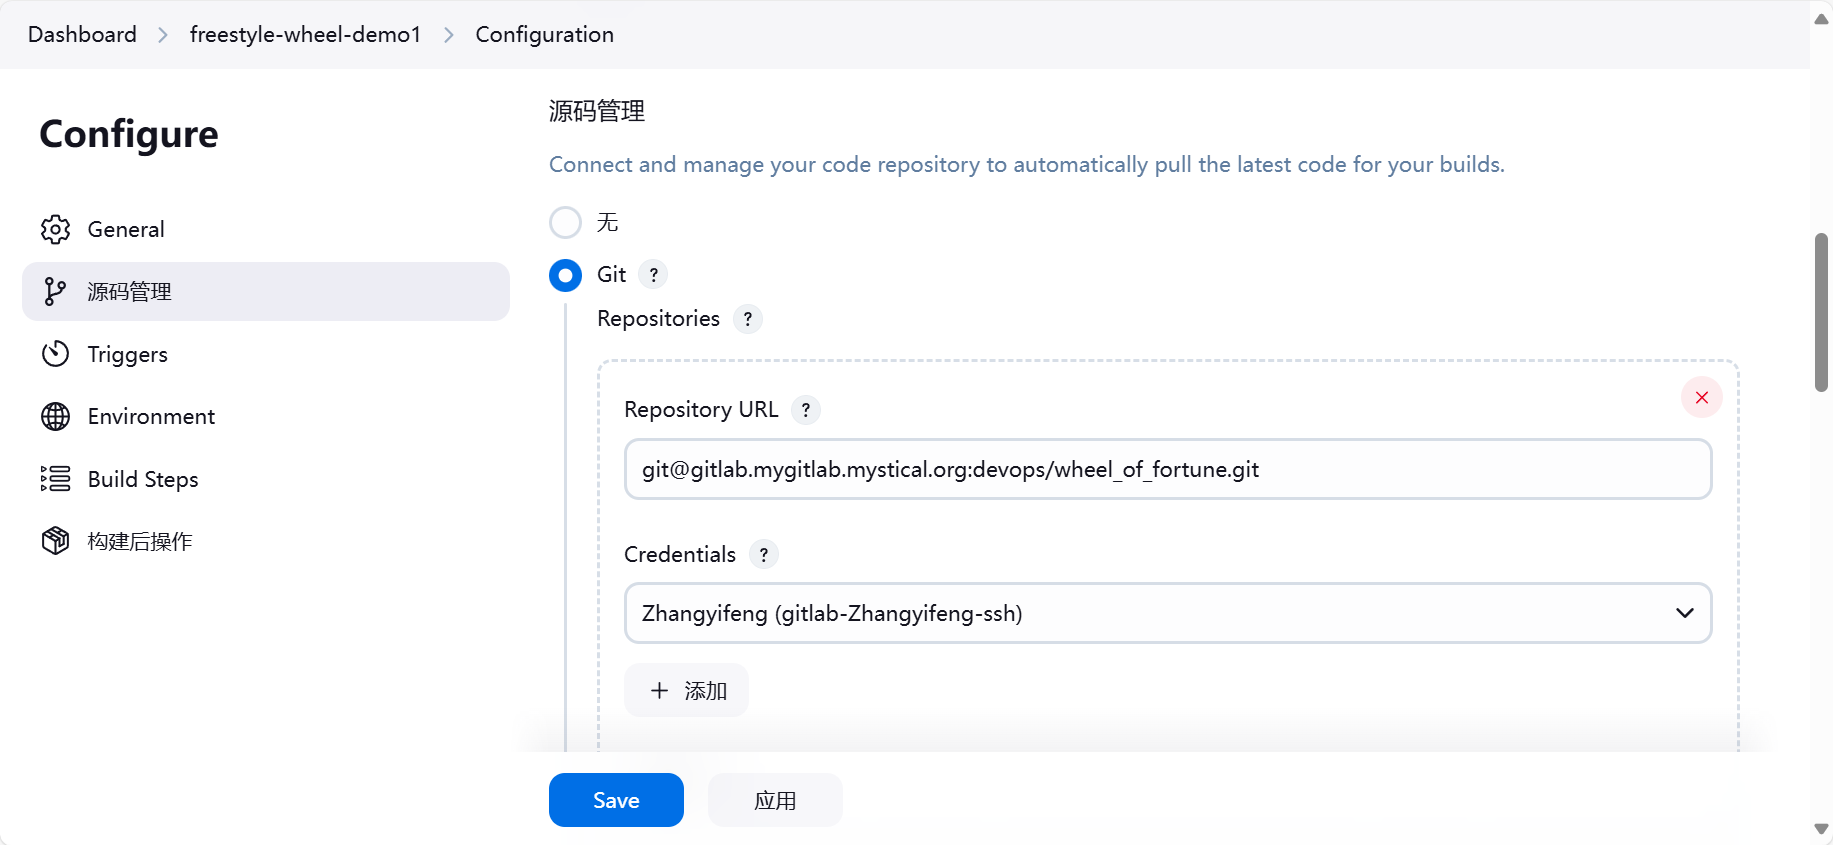 Dashboard > freestyle-wheel-demo1 > Configuration
Configure
General
源码管理
Triggers
Environment
Build Steps
构建后操作
源码管理
Connect and manage your code repository to automatically pull the latest code for your builds.
无
Git ?
Repositories ?
Repository URL ?
git@gitlab.mygitlab.mystical.org:devops/wheel_of_fortune.git
Credentials ?
Zhangyifeng (gitlab-Zhangyifeng-ssh)
+ 添加
Save
应用